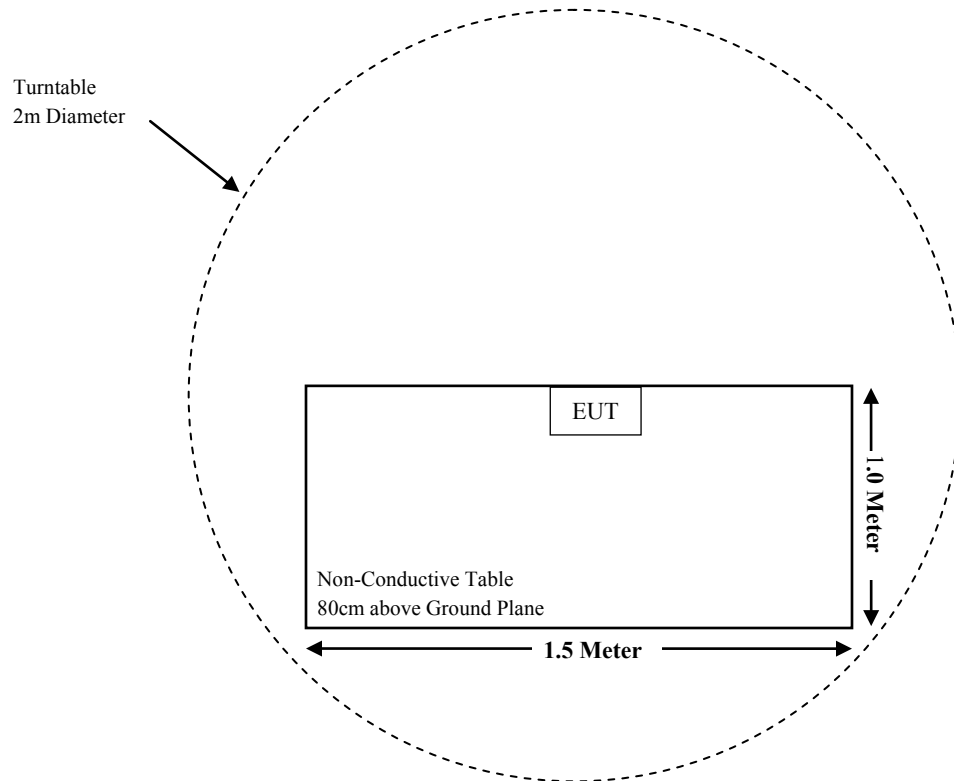 Turntable
2m Diameter
EUT
1.0 Meter
Non-Conductive Table
80cm above Ground Plane
1.5 Meter